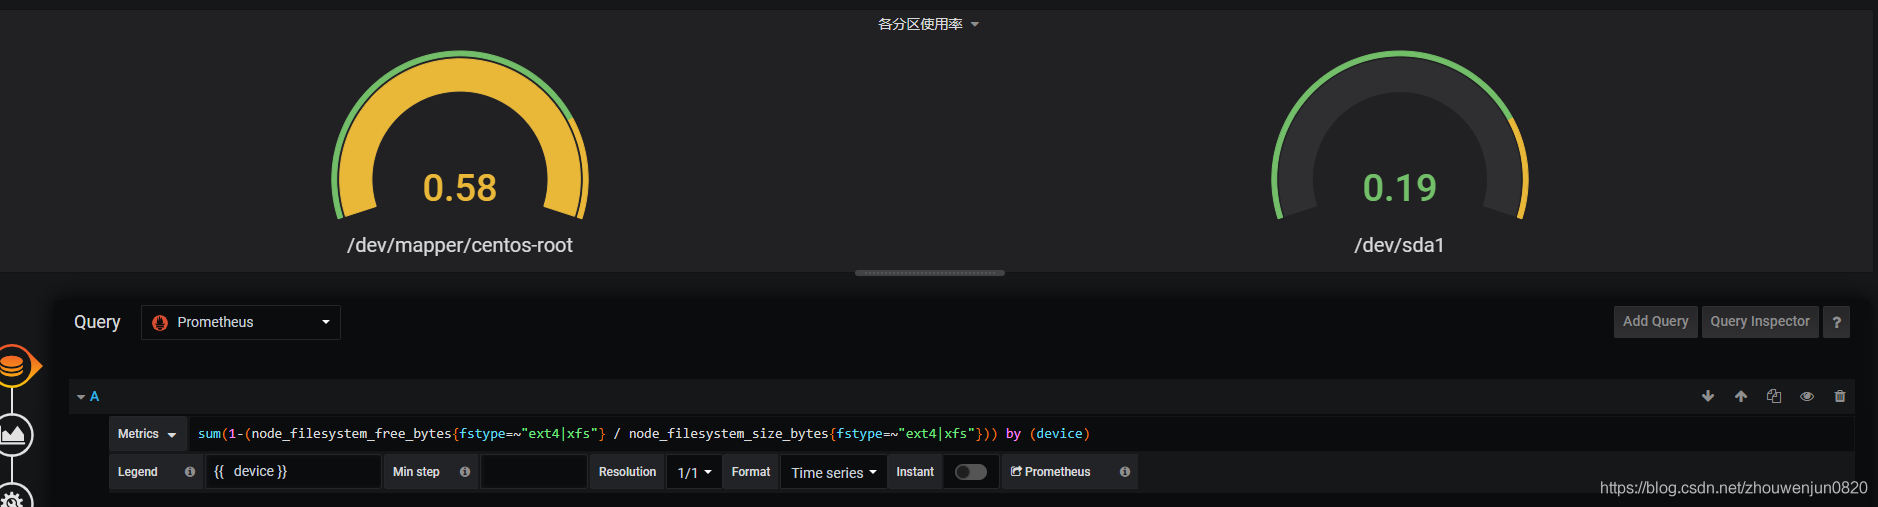 各分区使用率
0.58
0.19
/dev/mapper/centos-root
/dev/sda1
Query
Prometheus
Add Query
Query Inspector
?
A
Metrics
sum(1-(node_filesystem_free_bytes{fstype=~"ext4|xfs"} / node_filesystem_size_bytes{fstype=~"ext4|xfs"})) by (device)
Legend
{{ device }}
Min step
Resolution
1/1
Format
Time series
Instant
Prometheus
https://blog.csdn.net/zhouwenjun0820